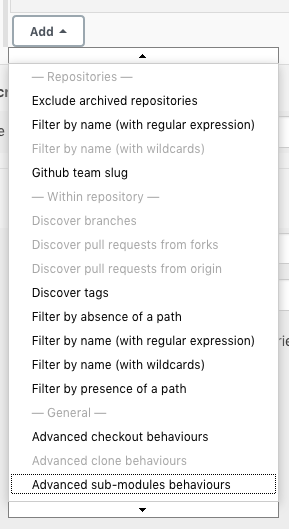 Add
— Repositories —
Exclude archived repositories
Filter by name (with regular expression)
Filter by name (with wildcards)
Github team slug
— Within repository —
Discover branches
Discover pull requests from forks
Discover pull requests from origin
Discover tags
Filter by absence of a path
Filter by name (with regular expression)
Filter by name (with wildcards)
Filter by presence of a path
— General —
Advanced checkout behaviours
Advanced clone behaviours
Advanced sub-modules behaviours